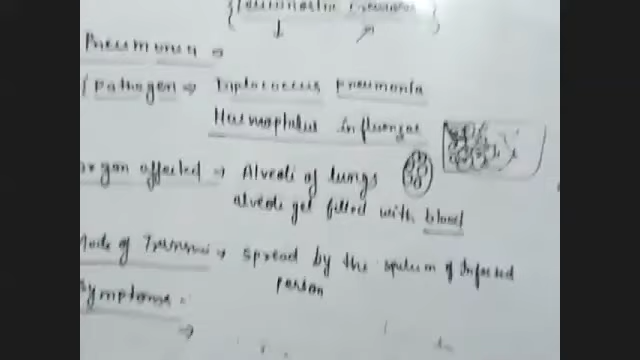 Pneumonia →
Pathogen → Diplococcus pneumonia
Haemophalus influenzae
organ affected → Alveoli of lungs
alveoli get filled with blood
Mode of Transmi → spread by the sputum of Infected
person
Symptoms :
→